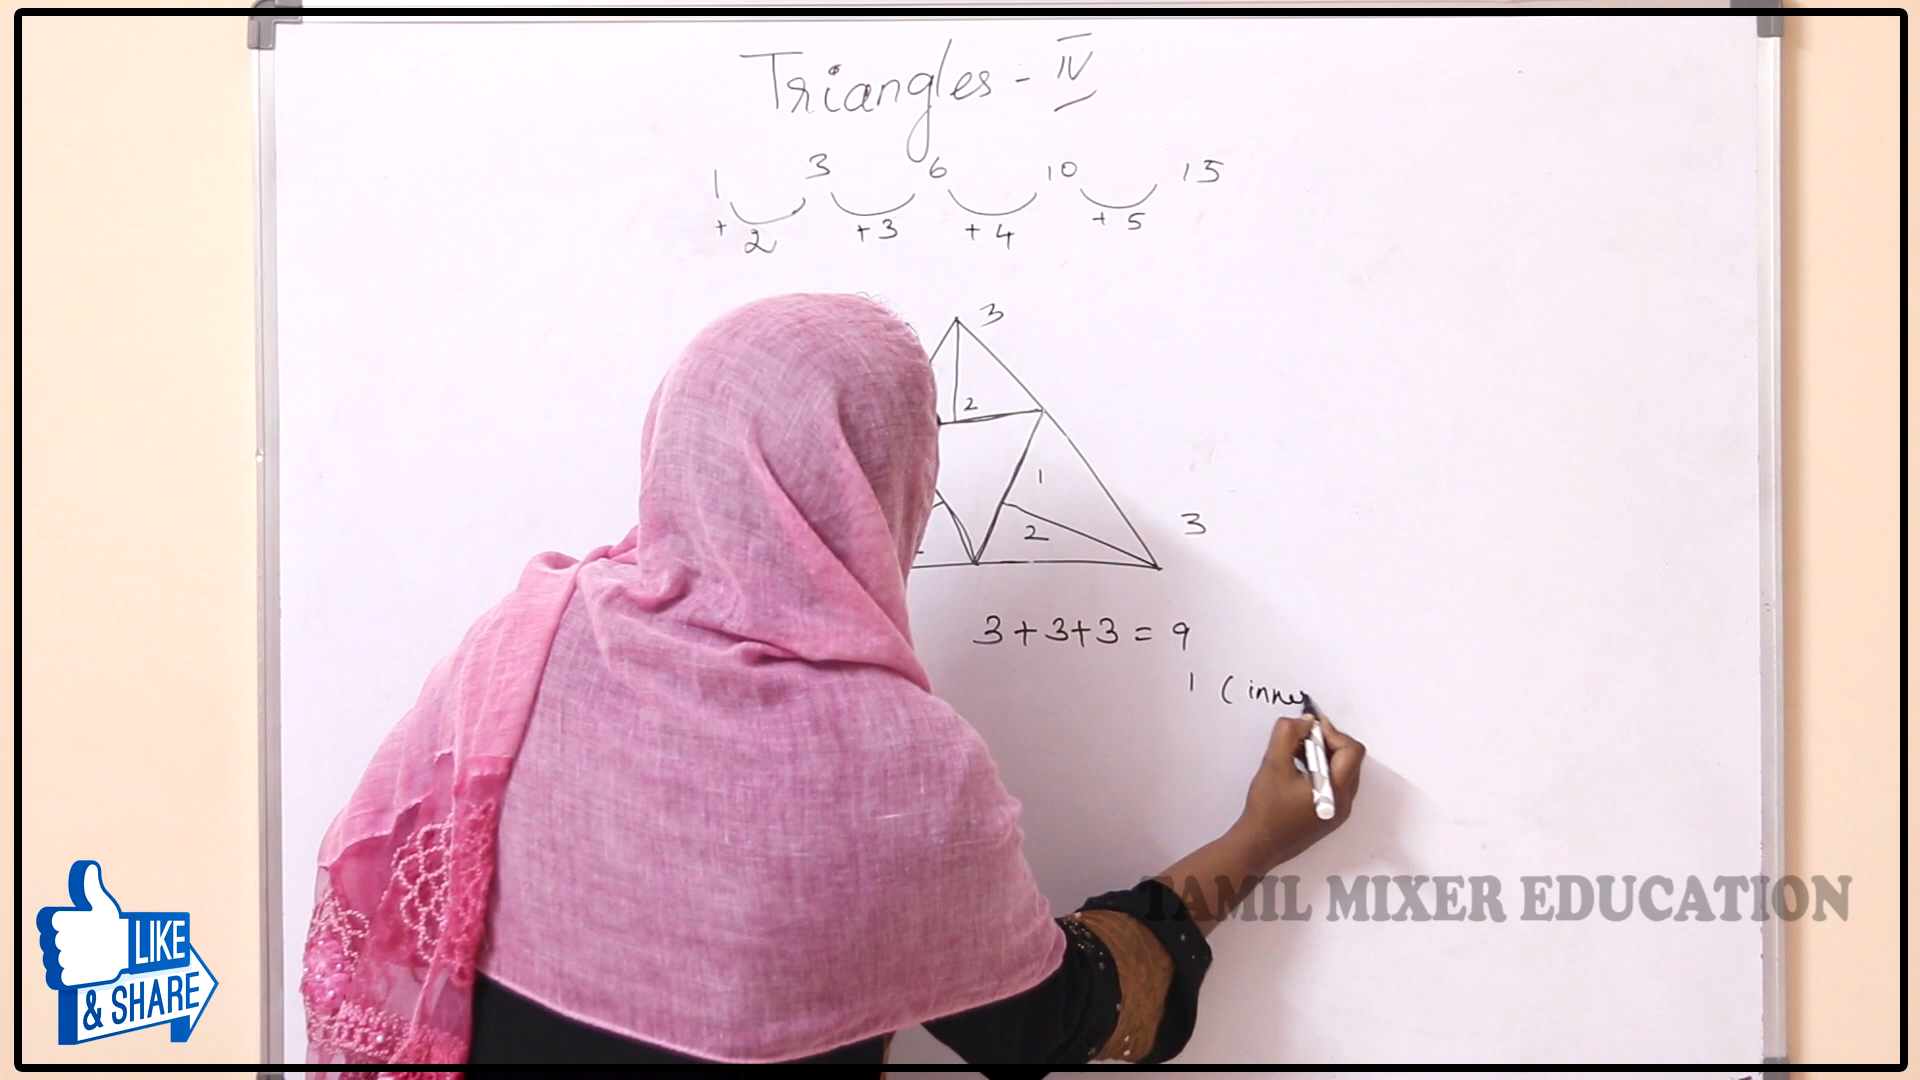 Triangles - IV
1 3 6 10 15
+2 +3 +4 +5
3
2
1
2 3
3+3+3 = 9
1 (inner
TAMIL MIXER EDUCATION
LIKE
& SHARE